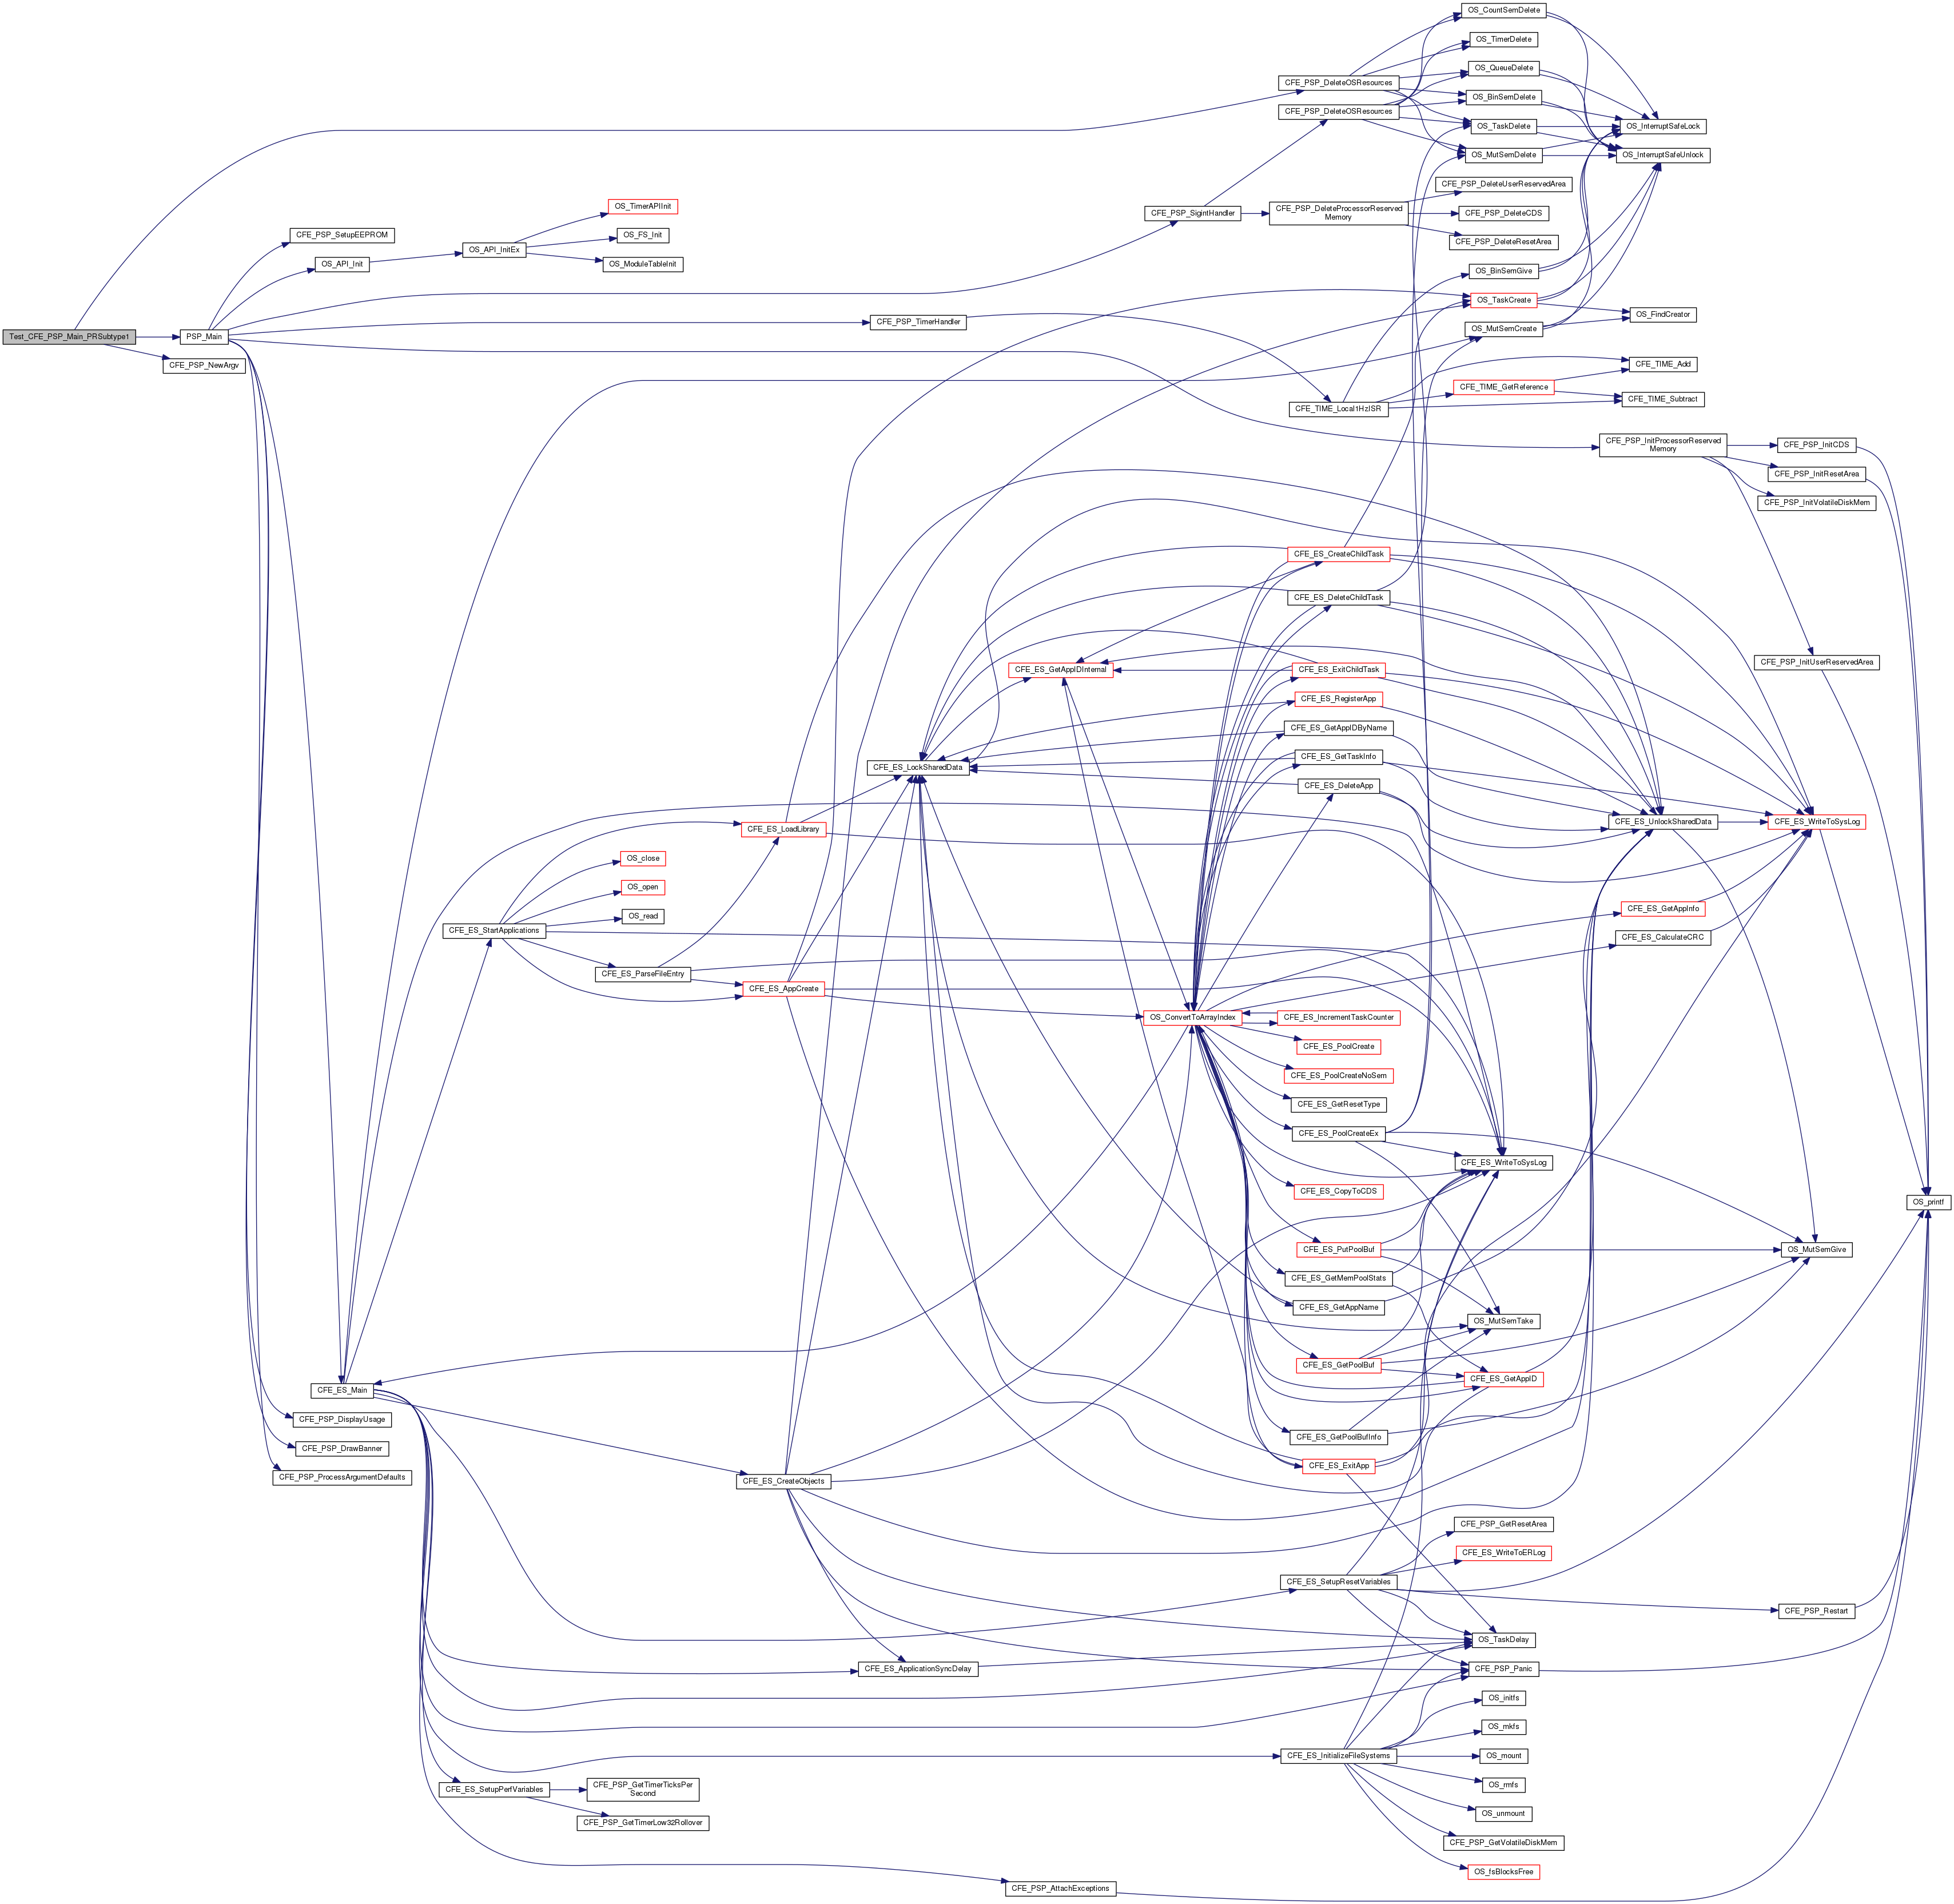 OS_CountSemDelete
OS_TimerDelete
OS_QueueDelete
CFE_PSP_DeleteOSResources
OS_BinSemDelete
CFE_PSP_DeleteOSResources
OS_TaskDelete
OS_InterruptSafeLock
OS_MutSemDelete
OS_InterruptSafeUnlock
CFE_PSP_DeleteUserReservedArea
OS_TimerAPIInit
CFE_PSP_SigintHandler
CFE_PSP_DeleteProcessorReserved
Memory
CFE_PSP_DeleteCDS
CFE_PSP_SetupEEPROM
OS_FS_Init
CFE_PSP_DeleteResetArea
OS_API_InitEx
OS_API_Init
OS_ModuleTableInit
OS_BinSemGive
OS_TaskCreate
OS_FindCreator
CFE_PSP_TimerHandler
OS_MutSemCreate
Test_CFE_PSP_Main_PRSubtype1
PSP_Main
CFE_PSP_NewArgv
CFE_TIME_Add
CFE_TIME_GetReference
CFE_TIME_Subtract
CFE_TIME_Local1HzISR
CFE_PSP_InitProcessorReserved
Memory
CFE_PSP_InitCDS
CFE_PSP_InitResetArea
CFE_PSP_InitVolatileDiskMem
CFE_ES_CreateChildTask
CFE_ES_DeleteChildTask
CFE_PSP_InitUserReservedArea
CFE_ES_GetAppIDInternal
CFE_ES_ExitChildTask
CFE_ES_RegisterApp
CFE_ES_GetAppIDByName
CFE_ES_GetTaskInfo
CFE_ES_LockSharedData
CFE_ES_DeleteApp
CFE_ES_UnlockSharedData
CFE_ES_WriteToSysLog
CFE_ES_LoadLibrary
OS_close
OS_open
CFE_ES_GetAppInfo
OS_read
CFE_ES_StartApplications
CFE_ES_CalculateCRC
CFE_ES_ParseFileEntry
CFE_ES_AppCreate
OS_ConvertToArrayIndex
CFE_ES_IncrementTaskCounter
CFE_ES_PoolCreate
CFE_ES_PoolCreateNoSem
CFE_ES_GetResetType
CFE_ES_PoolCreateEx
CFE_ES_WriteToSysLog
CFE_ES_CopyToCDS
OS_printf
CFE_ES_PutPoolBuf
OS_MutSemGive
CFE_ES_GetMemPoolStats
CFE_ES_GetAppName
OS_MutSemTake
CFE_ES_GetPoolBuf
CFE_ES_GetAppID
CFE_ES_Main
CFE_PSP_DisplayUsage
CFE_ES_GetPoolBufInfo
CFE_PSP_DrawBanner
CFE_ES_ExitApp
CFE_PSP_ProcessArgumentDefaults
CFE_ES_CreateObjects
CFE_PSP_GetResetArea
CFE_ES_WriteToERLog
CFE_ES_SetupResetVariables
CFE_PSP_Restart
OS_TaskDelay
CFE_ES_ApplicationSyncDelay
CFE_PSP_Panic
OS_initfs
OS_mkfs
CFE_ES_InitializeFileSystems
OS_mount
OS_rmfs
CFE_ES_SetupPerfVariables
CFE_PSP_GetTimerTicksPer
Second
OS_unmount
CFE_PSP_GetTimerLow32Rollover
CFE_PSP_GetVolatileDiskMem
OS_fsBlocksFree
CFE_PSP_AttachExceptions